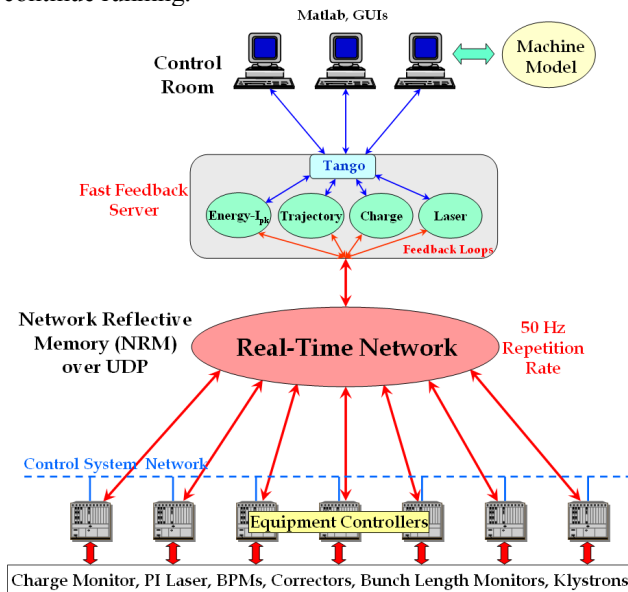 continue running.
Matlab, GUIs
Control
Room
Machine
Model
Tango
Fast Feedback
Server
Energy-Ipk
Trajectory
Charge
Laser
Feedback Loops
Network Reflective
Memory (NRM)
over UDP
Real-Time Network
50 Hz
Repetition
Rate
Control System Network
Equipment Controllers
Charge Monitor, PI Laser, BPMs, Correctors, Bunch Length Monitors, Klystrons